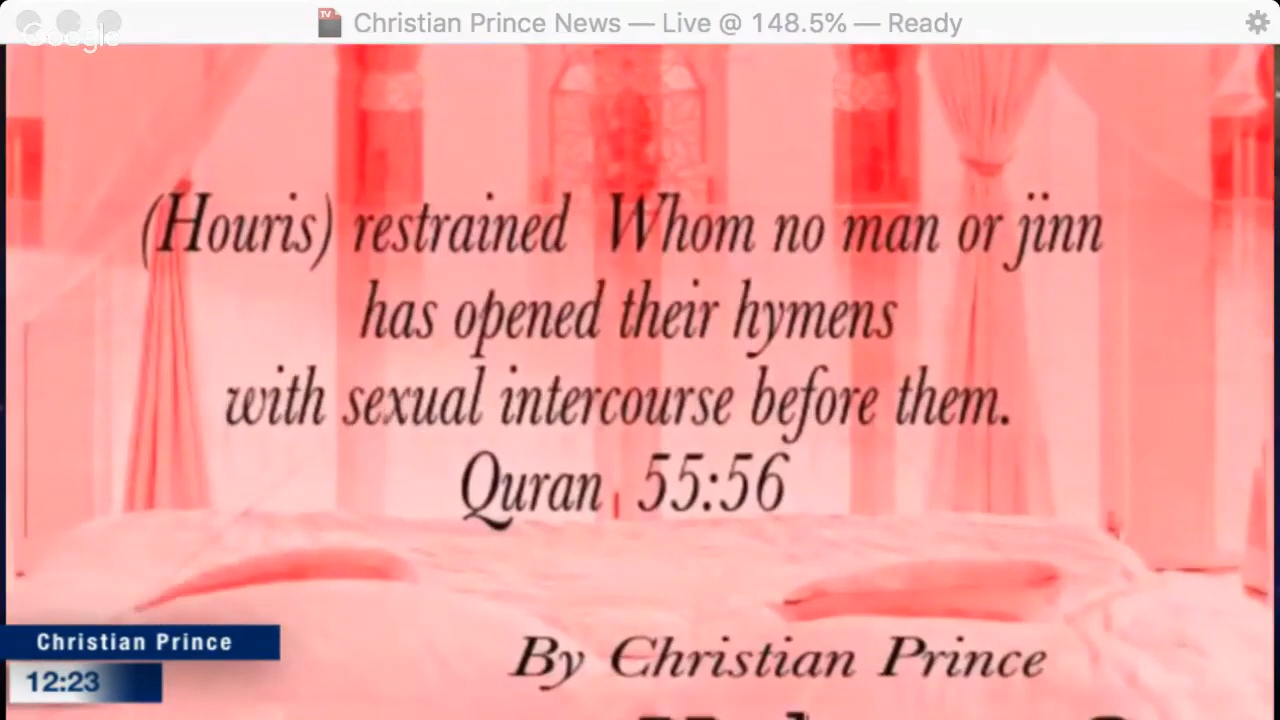 Christian Prince News — Live @ 148.5% — Ready
Google
(Houris) restrained Whom no man or jinn
has opened their hymens
with sexual intercourse before them.
Quran 55:56
Christian Prince
12:23
By Christian Prince